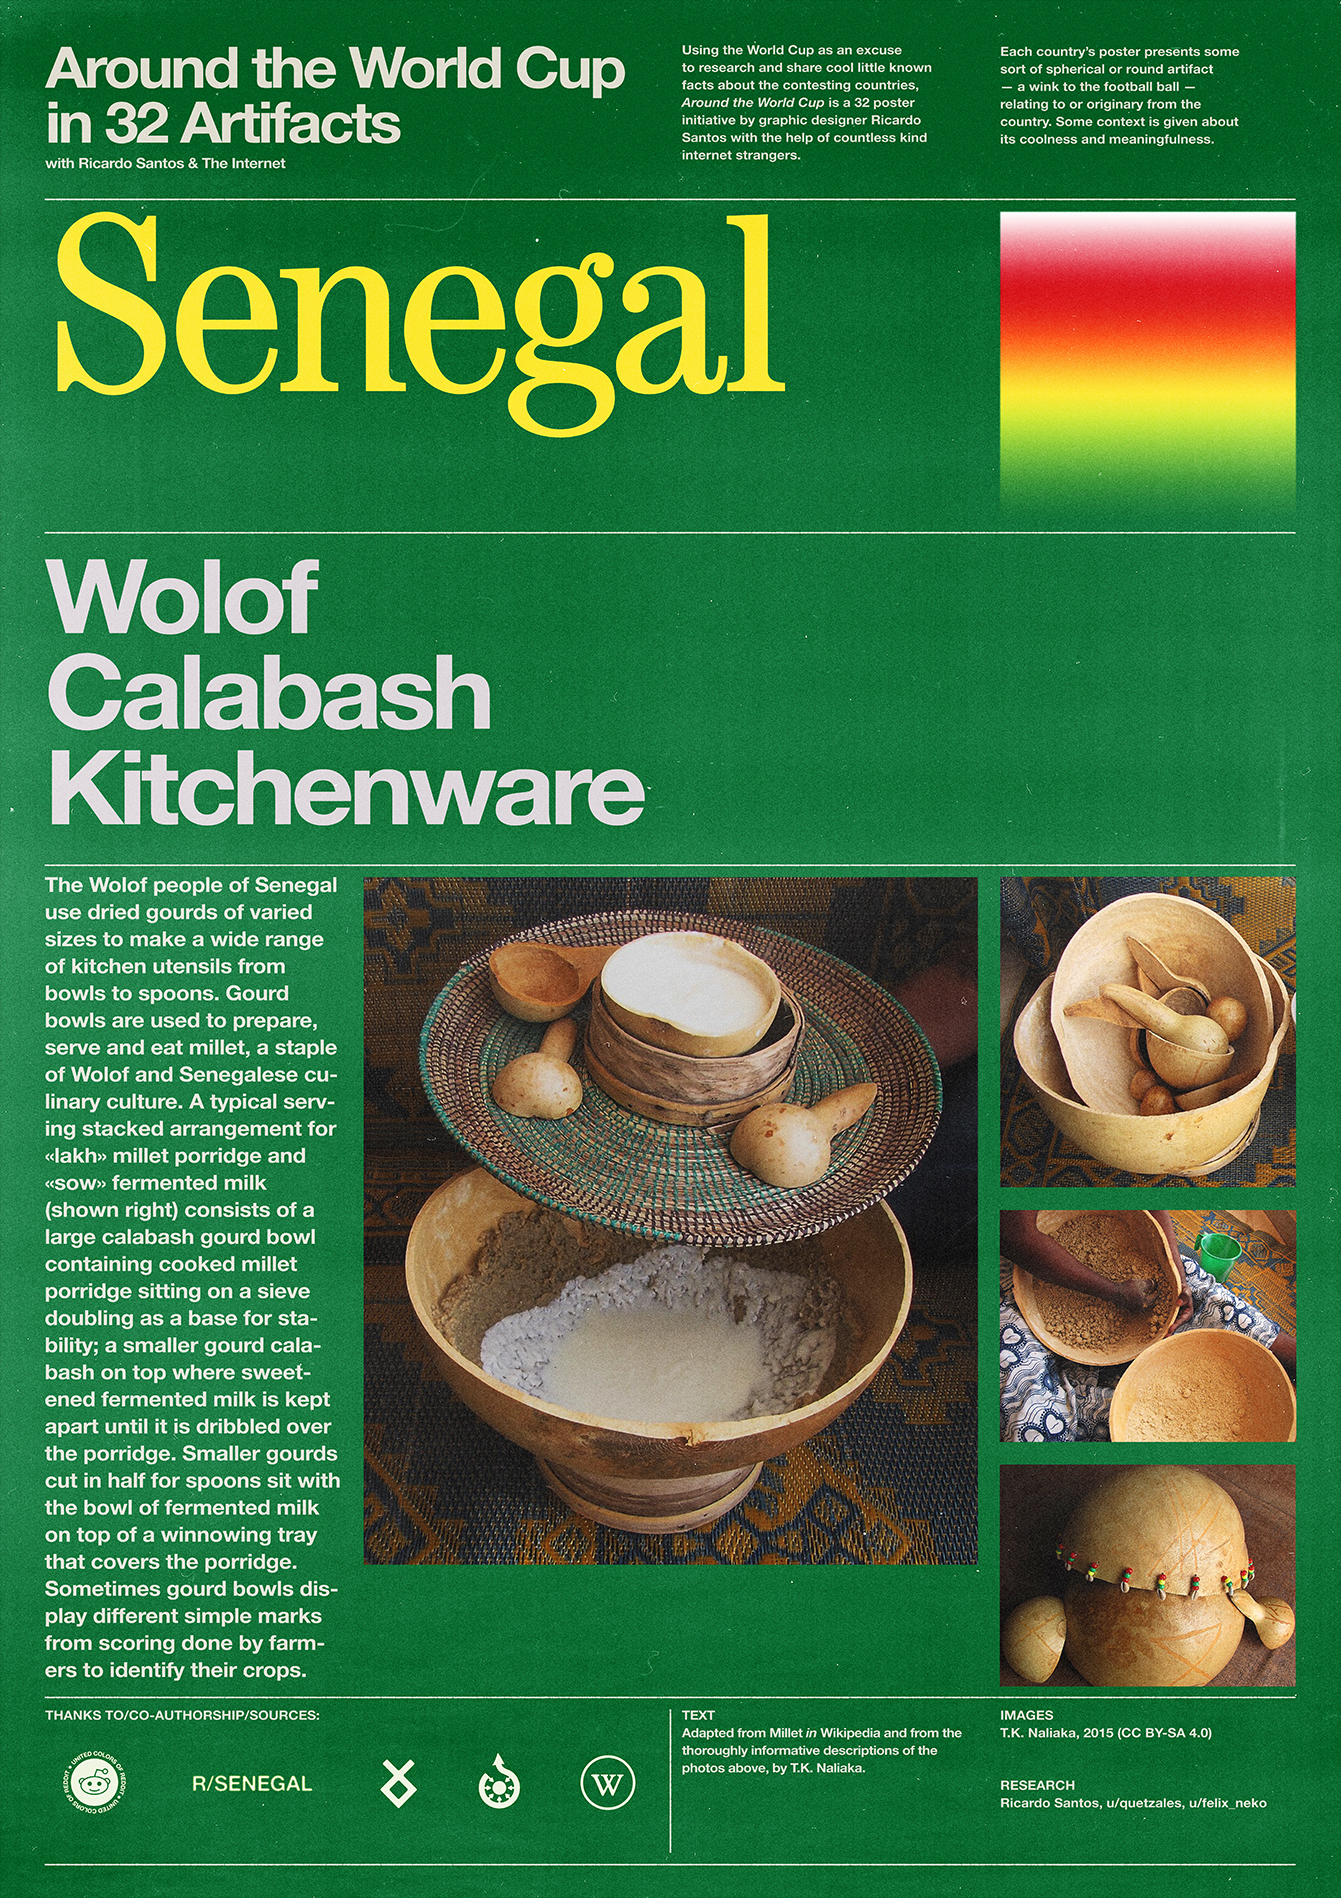 Around the World Cup
in 32 Artifacts
with Ricardo Santos & The Internet
Using the World Cup as an excuse
to research and share cool little known
facts about the contesting countries,
Around the World Cup is a 32 poster
initiative by graphic designer Ricardo
Santos with the help of countless kind
internet strangers.
Each country's poster presents some
sort of spherical or round artifact
— a wink to the football ball —
relating to or originary from the
country. Some context is given about
its coolness and meaningfulness.
Senegal
Wolof
Calabash
Kitchenware
The Wolof people of Senegal
use dried gourds of varied
sizes to make a wide range
of kitchen utensils from
bowls to spoons. Gourd
bowls are used to prepare,
serve and eat millet, a staple
of Wolof and Senegalese cu-
linary culture. A typical serv-
ing stacked arrangement for
«lakh» millet porridge and
«sow» fermented milk
(shown right) consists of a
large calabash gourd bowl
containing cooked millet
porridge sitting on a sieve
doubling as a base for sta-
bility; a smaller gourd cala-
bash on top where sweet-
ened fermented milk is kept
apart until it is dribbled over
the porridge. Smaller gourds
cut in half for spoons sit with
the bowl of fermented milk
on top of a winnowing tray
that covers the porridge.
Sometimes gourd bowls dis-
play different simple marks
from scoring done by farm-
ers to identify their crops.
THANKS TO/CO-AUTHORSHIP/SOURCES:
UNITED COLORS OF REDDIT • UNITED COLORS OF REDDIT •
R/SENEGAL
W
TEXT
Adapted from Millet in Wikipedia and from the
thoroughly informative descriptions of the
photos above, by T.K. Naliaka.
IMAGES
T.K. Naliaka, 2015 (CC BY-SA 4.0)
RESEARCH
Ricardo Santos, u/quetzales, u/felix_neko